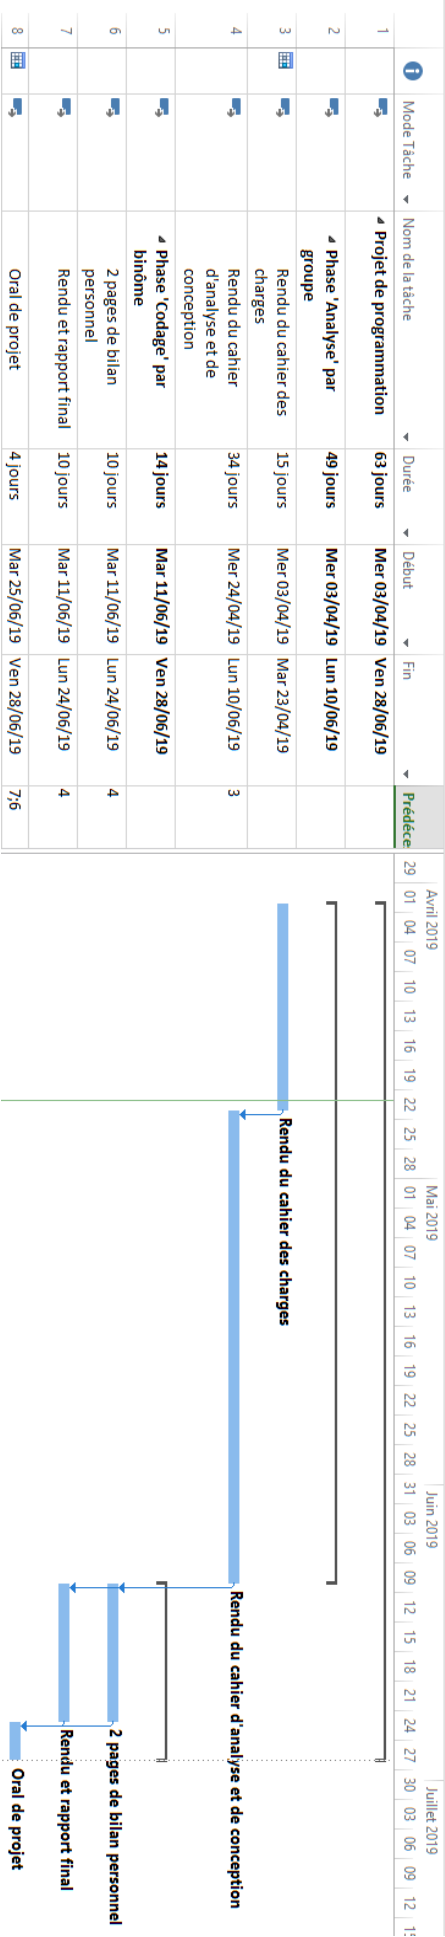 Mode Tâche Nom de la tâche Durée Début Fin Prédéce
1 Projet de programmation 63 jours Mer 03/04/19 Ven 28/06/19
2 Phase 'Analyse' par 49 jours Mer 03/04/19 Lun 10/06/19
groupe
3 Rendu du cahier des 15 jours Mer 03/04/19 Mar 23/04/19
charges
4 Rendu du cahier 34 jours Mer 24/04/19 Lun 10/06/19 3
d'analyse et de
conception
5 Phase 'Codage' par 14 jours Mar 11/06/19 Ven 28/06/19
binôme
6 2 pages de bilan 10 jours Mar 11/06/19 Lun 24/06/19 4
personnel
7 Rendu et rapport final 10 jours Mar 11/06/19 Lun 24/06/19 4
8 Oral de projet 4 jours Mar 25/06/19 Ven 28/06/19 7;6
Avril 2019 Mai 2019 Juin 2019 Juillet 2019
29 01 04 07 10 13 16 19 22 25 28 01 04 07 10 13 16 19 22 25 28 31 03 06 09 12 15 18 21 24 27 30 03 06 09 12 15
Rendu du cahier des charges
Rendu du cahier d'analyse et de conception
2 pages de bilan personnel
Rendu et rapport final
Oral de projet